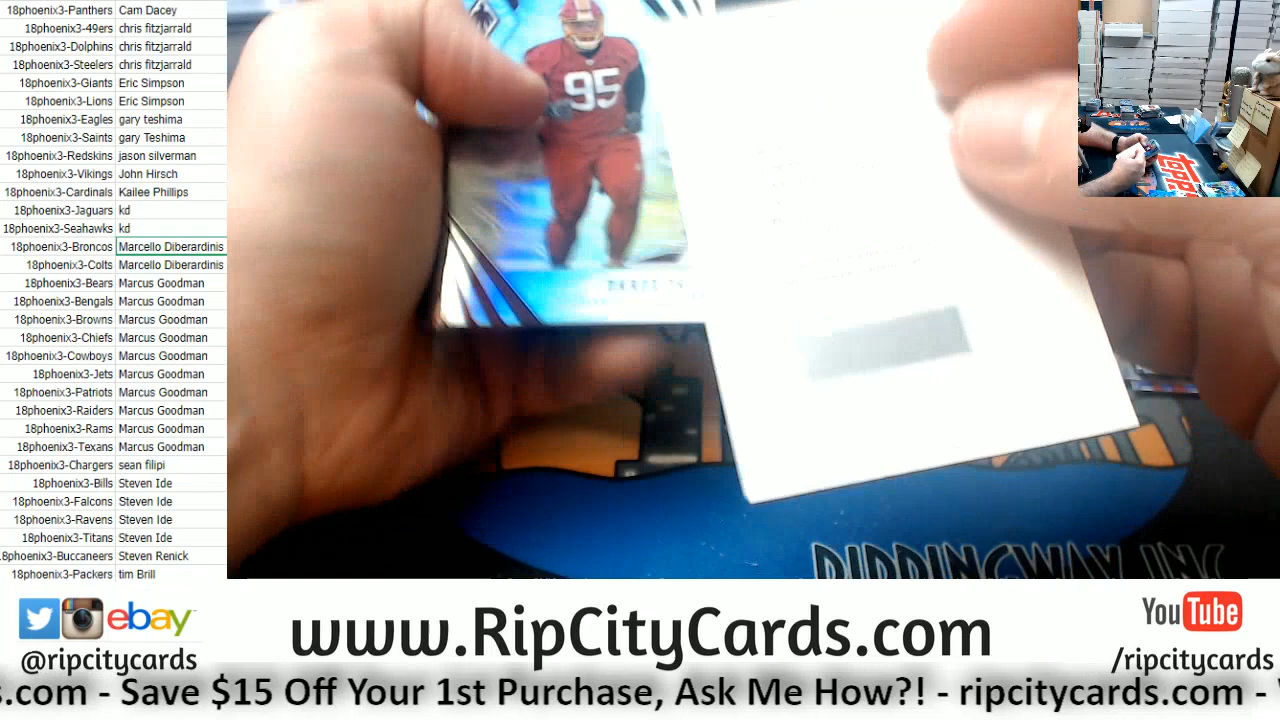 18phoenix3-Panthers Cam Dacey
18phoenix3-49ers chris fitzjarrald
18phoenix3-Dolphins chris fitzjarrald
18phoenix3-Steelers chris fitzjarrald
18phoenix3-Giants Eric Simpson
18phoenix3-Lions Eric Simpson
18phoenix3-Eagles gary teshima
18phoenix3-Saints gary Teshima
18phoenix3-Redskins jason silverman
18phoenix3-Vikings John Hirsch
18phoenix3-Cardinals Kailee Phillips
18phoenix3-Jaguars kd
18phoenix3-Seahawks kd
18phoenix3-Broncos Marcello Diberardinis
18phoenix3-Colts Marcello Diberardinis
18phoenix3-Bears Marcus Goodman
18phoenix3-Bengals Marcus Goodman
18phoenix3-Browns Marcus Goodman
18phoenix3-Chiefs Marcus Goodman
18phoenix3-Cowboys Marcus Goodman
18phoenix3-Jets Marcus Goodman
18phoenix3-Patriots Marcus Goodman
18phoenix3-Raiders Marcus Goodman
18phoenix3-Rams Marcus Goodman
18phoenix3-Texans Marcus Goodman
18phoenix3-Chargers sean filipi
18phoenix3-Bills Steven Ide
18phoenix3-Falcons Steven Ide
18phoenix3-Ravens Steven Ide
18phoenix3-Titans Steven Ide
18phoenix3-Buccaneers Steven Renick
18phoenix3-Packers tim Brill
95
topps
ebay
@ripcitycards
www.RipCityCards.com
YouTube
/ripcitycards
s.com - Save $15 Off Your 1st Purchase, Ask Me How?! - ripcitycards.com -